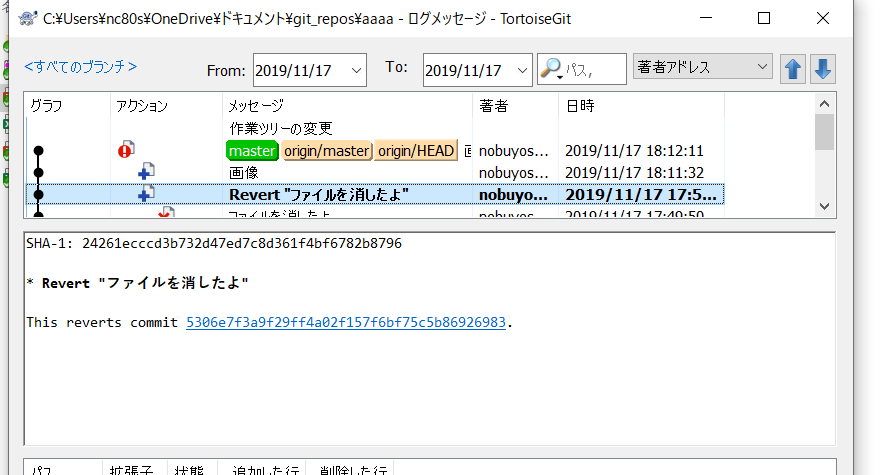 C:¥Users¥nc80s¥OneDrive¥ドキュメント¥git_repos¥aaaa - ログメッセージ - TortoiseGit
<すべてのブランチ>
From: 2019/11/17 To: 2019/11/17 パス, 著者アドレス
グラフ アクション メッセージ 著者 日時
作業ツリーの変更
master origin/master origin/HEAD nobuyos... 2019/11/17 18:12:11
画像 nobuyos... 2019/11/17 18:11:32
Revert "ファイルを消したよ" nobuyo... 2019/11/17 17:5...
ファイルを消したよ nobuyos... 2019/11/17 17:49:50
SHA-1: 24261ecccd3b732d47ed7c8d361f4bf6782b8796
* Revert "ファイルを消したよ"
This reverts commit 5306e7f3a9f29ff4a02f157f6bf75c5b86926983.
パス 拡張子 状態 追加した行 削除した行